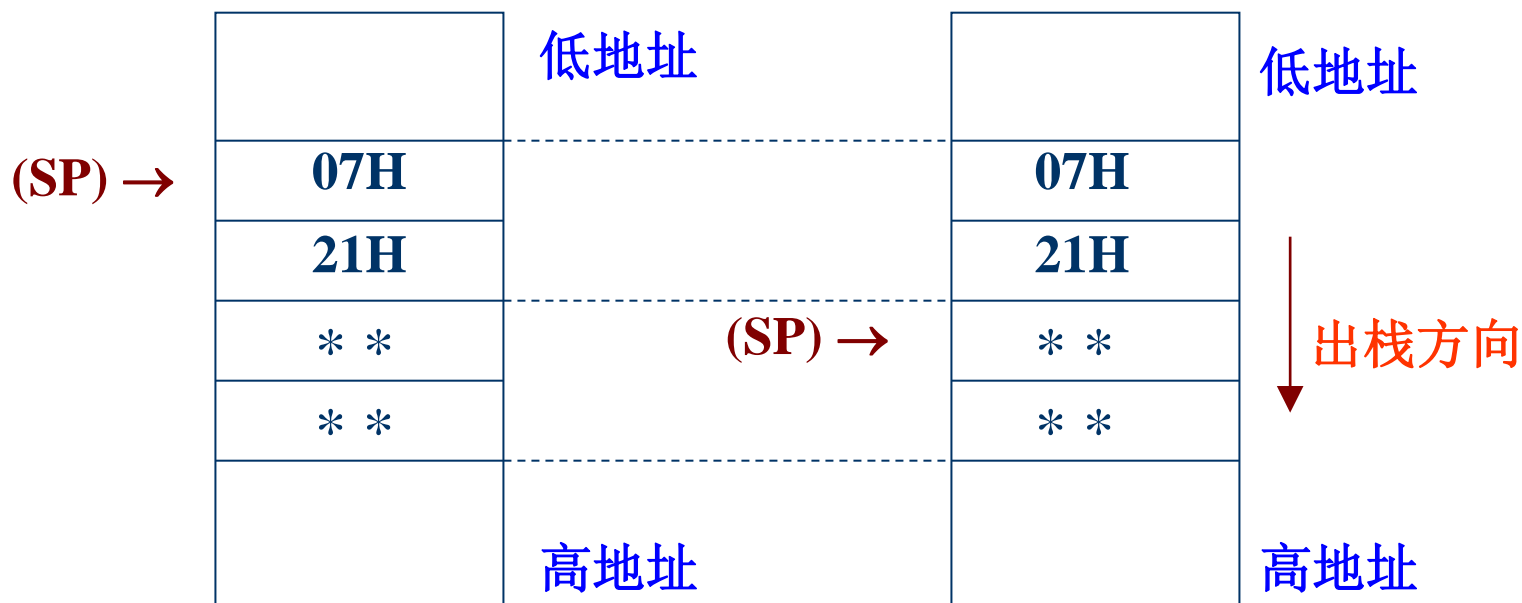 低地址
低地址
(SP) → 07H 07H
21H 21H
* *
(SP) → * * 出栈方向
* * * *
高地址 高地址